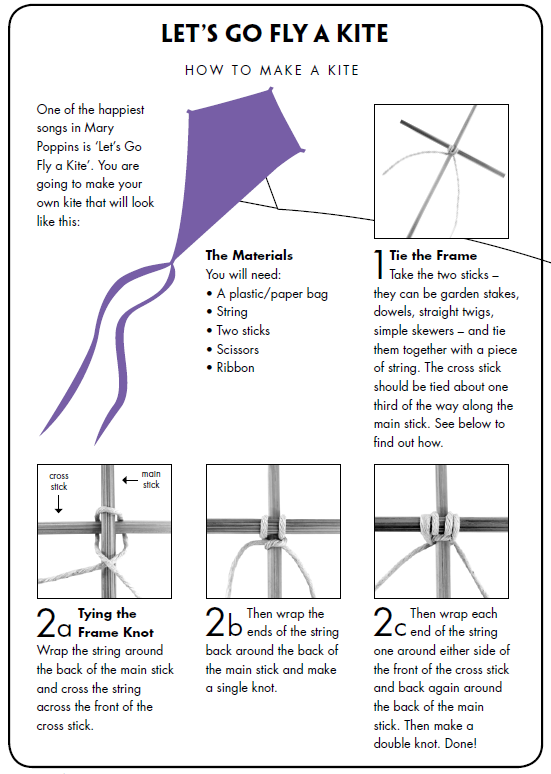 LET'S GO FLY A KITE
HOW TO MAKE A KITE
One of the happiest
songs in Mary
Poppins is ‘Let's Go
Fly a Kite’. You are
going to make your
own kite that will look
like this:
The Materials
You will need:
• A plastic/paper bag
• String
• Two sticks
• Scissors
• Ribbon
1 Tie the Frame
Take the two sticks –
they can be garden stakes,
dowels, straight twigs,
simple skewers – and tie
them together with a piece
of string. The cross stick
should be tied about one
third of the way along the
main stick. See below to
find out how.
cross
stick
main
stick
2a Tying the
Frame Knot
Wrap the string around
the back of the main stick
and cross the string
across the front of the
cross stick.
2b Then wrap the
ends of the string
back around the back of
the main stick and make
a single knot.
2c Then wrap each
end of the string
one around either side of
the front of the cross stick
and back again around
the back of the main
stick. Then make a
double knot. Done!